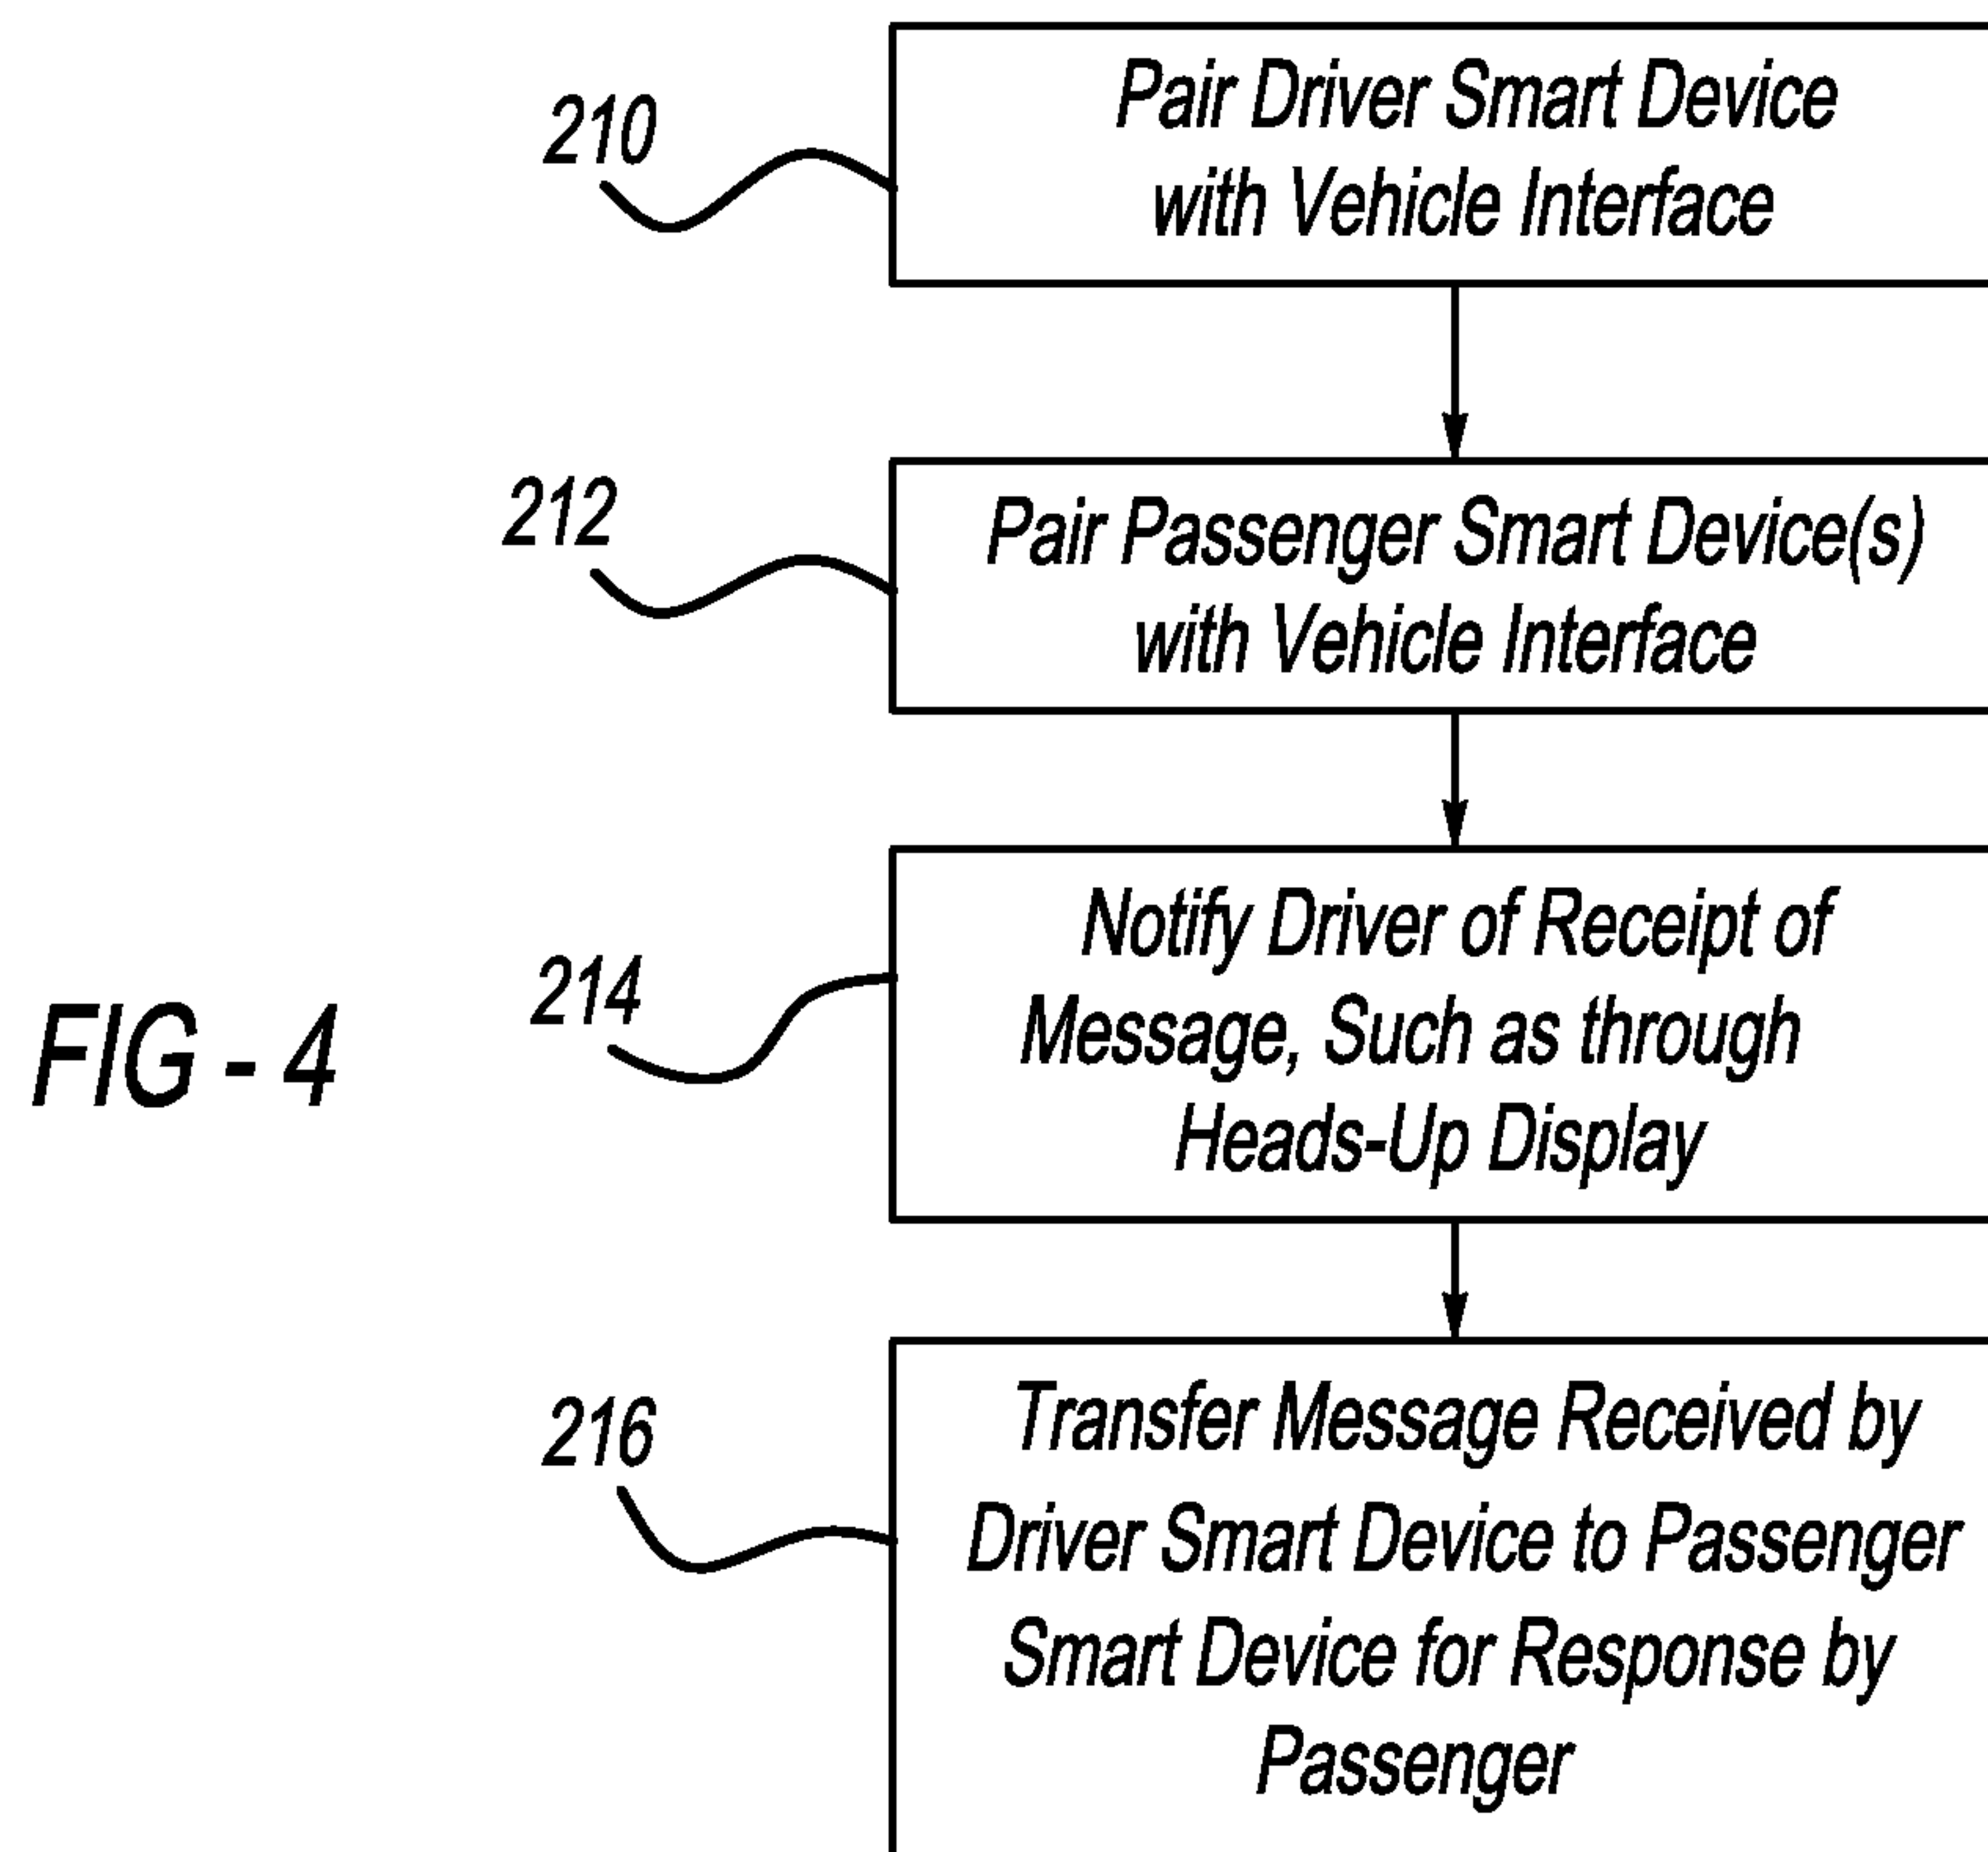 210
Pair Driver Smart Device
with Vehicle Interface
212
Pair Passenger Smart Device(s)
with Vehicle Interface
214
Notify Driver of Receipt of
Message, Such as through
Heads-Up Display
FIG - 4
216
Transfer Message Received by
Driver Smart Device to Passenger
Smart Device for Response by
Passenger